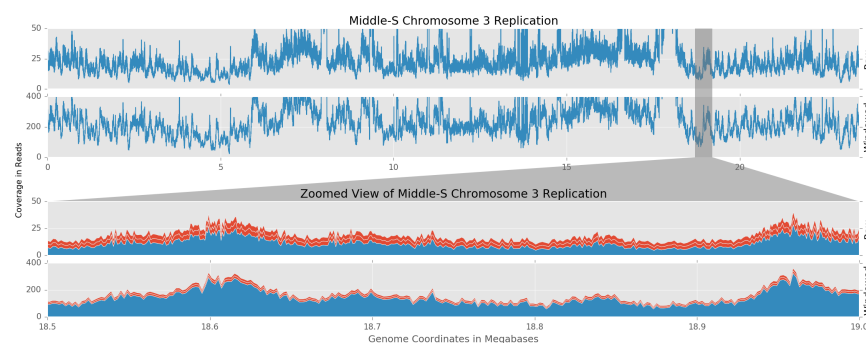 Middle-S Chromosome 3 Replication
50
25
0
400
200
0
0 5 10 15 20
Coverage in Reads
Zoomed View of Middle-S Chromosome 3 Replication
50
25
0
400
200
0
18.5 18.6 18.7 18.8 18.9 19.0
Genome Coordinates in Megabases